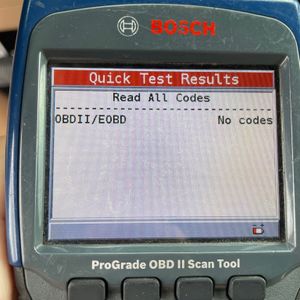 BOSCH
Quick Test Results
Read All Codes
OBDII/EOBD No codes
ProGrade OBD II Scan Tool